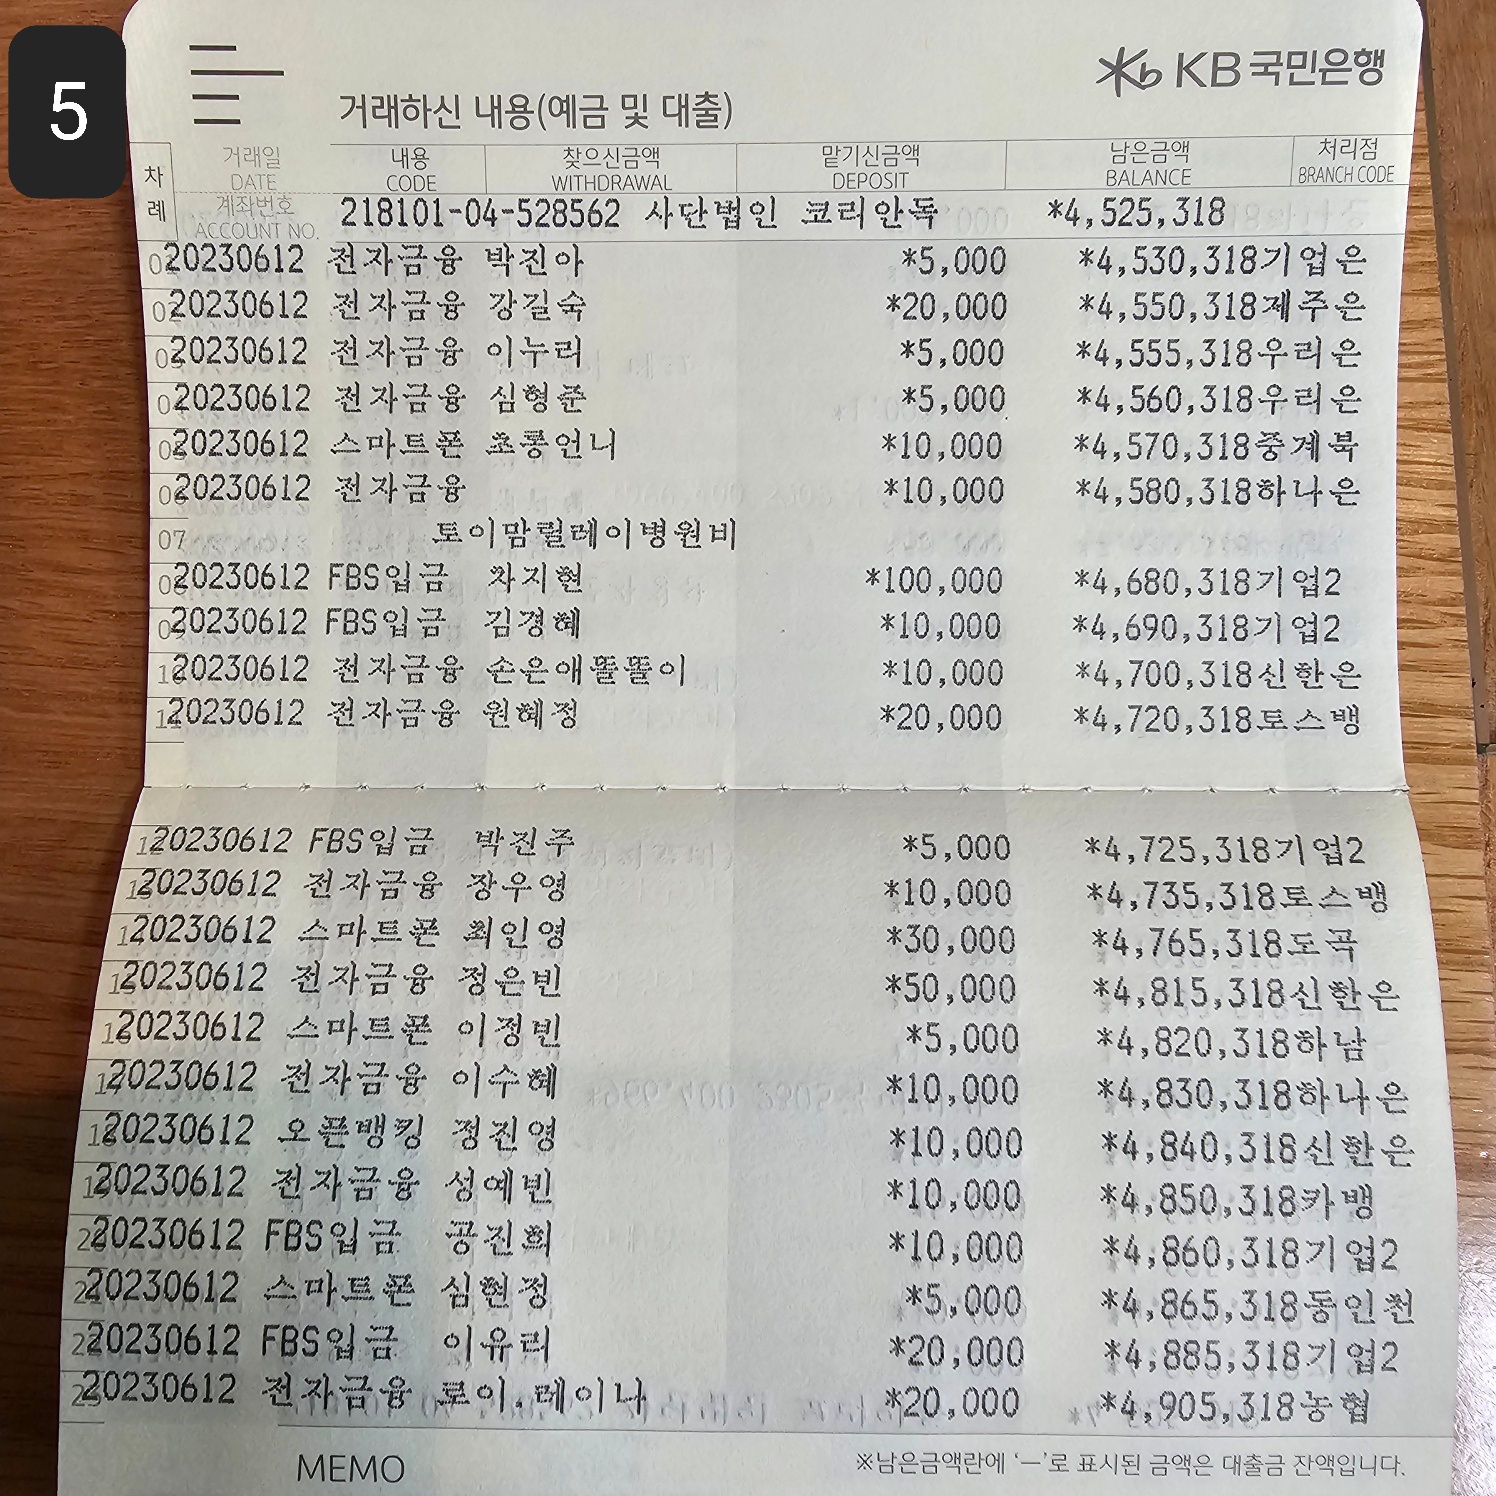 5
KB국민은행
거래하신 내용(예금 및 대출)
차례 거래일 DATE 내용 CODE 찾으신금액 WITHDRAWAL 맡기신금액 DEPOSIT 남은금액 BALANCE 처리점 BRANCH CODE
계좌번호 ACCOUNT NO. 218101-04-528562 사단법인 코리안독 *4,525,318
20230612 전자금융 박진아 *5,000 *4,530,318기업은
20230612 전자금융 강길숙 *20,000 *4,550,318제주은
20230612 전자금융 이누리 *5,000 *4,555,318우리은
20230612 전자금융 심형준 *5,000 *4,560,318우리은
20230612 스마트폰 초롱언니 *10,000 *4,570,318중계북
20230612 전자금융 *10,000 *4,580,318하나은
07 토이맘릴레이병원비
20230612 FBS입금 차지현 *100,000 *4,680,318기업2
20230612 FBS입금 김경혜 *10,000 *4,690,318기업2
20230612 전자금융 손은애똘똘이 *10,000 *4,700,318신한은
20230612 전자금융 원혜정 *20,000 *4,720,318토스뱅
20230612 FBS입금 박진주 *5,000 *4,725,318기업2
20230612 전자금융 장우영 *10,000 *4,735,318토스뱅
20230612 스마트폰 최인영 *30,000 *4,765,318도곡
20230612 전자금융 정은빈 *50,000 *4,815,318신한은
20230612 스마트폰 이정빈 *5,000 *4,820,318하남
20230612 전자금융 이수혜 *10,000 *4,830,318하나은
20230612 오픈뱅킹 정진영 *10,000 *4,840,318신한은
20230612 전자금융 성예빈 *10,000 *4,850,318카뱅
20230612 FBS입금 공진희 *10,000 *4,860,318기업2
20230612 스마트폰 심현정 *5,000 *4,865,318동인천
20230612 FBS입금 이유리 *20,000 *4,885,318기업2
20230612 전자금융 로이.레이나 *20,000 *4,905,318농협
MEMO
※남은금액란에 ‘ㅡ’로 표시된 금액은 대출금 잔액입니다.